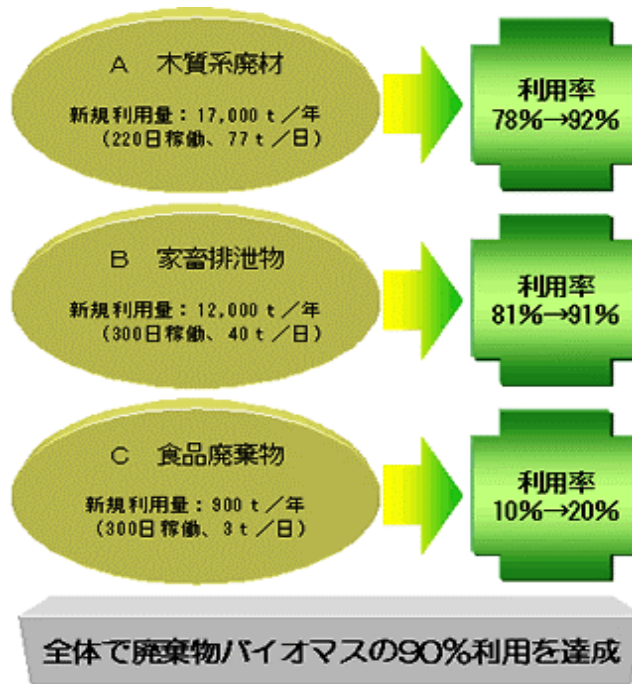 A 木質系廃材
新規利用量：17,000ｔ／年
（220日稼働、77ｔ／日）
利用率
78%→92%
B 家畜排泄物
新規利用量：12,000ｔ／年
（300日稼働、40ｔ／日）
利用率
81%→91%
C 食品廃棄物
新規利用量：900ｔ／年
（300日稼働、3ｔ／日）
利用率
10%→20%
全体で廃棄物バイオマスの90%利用を達成